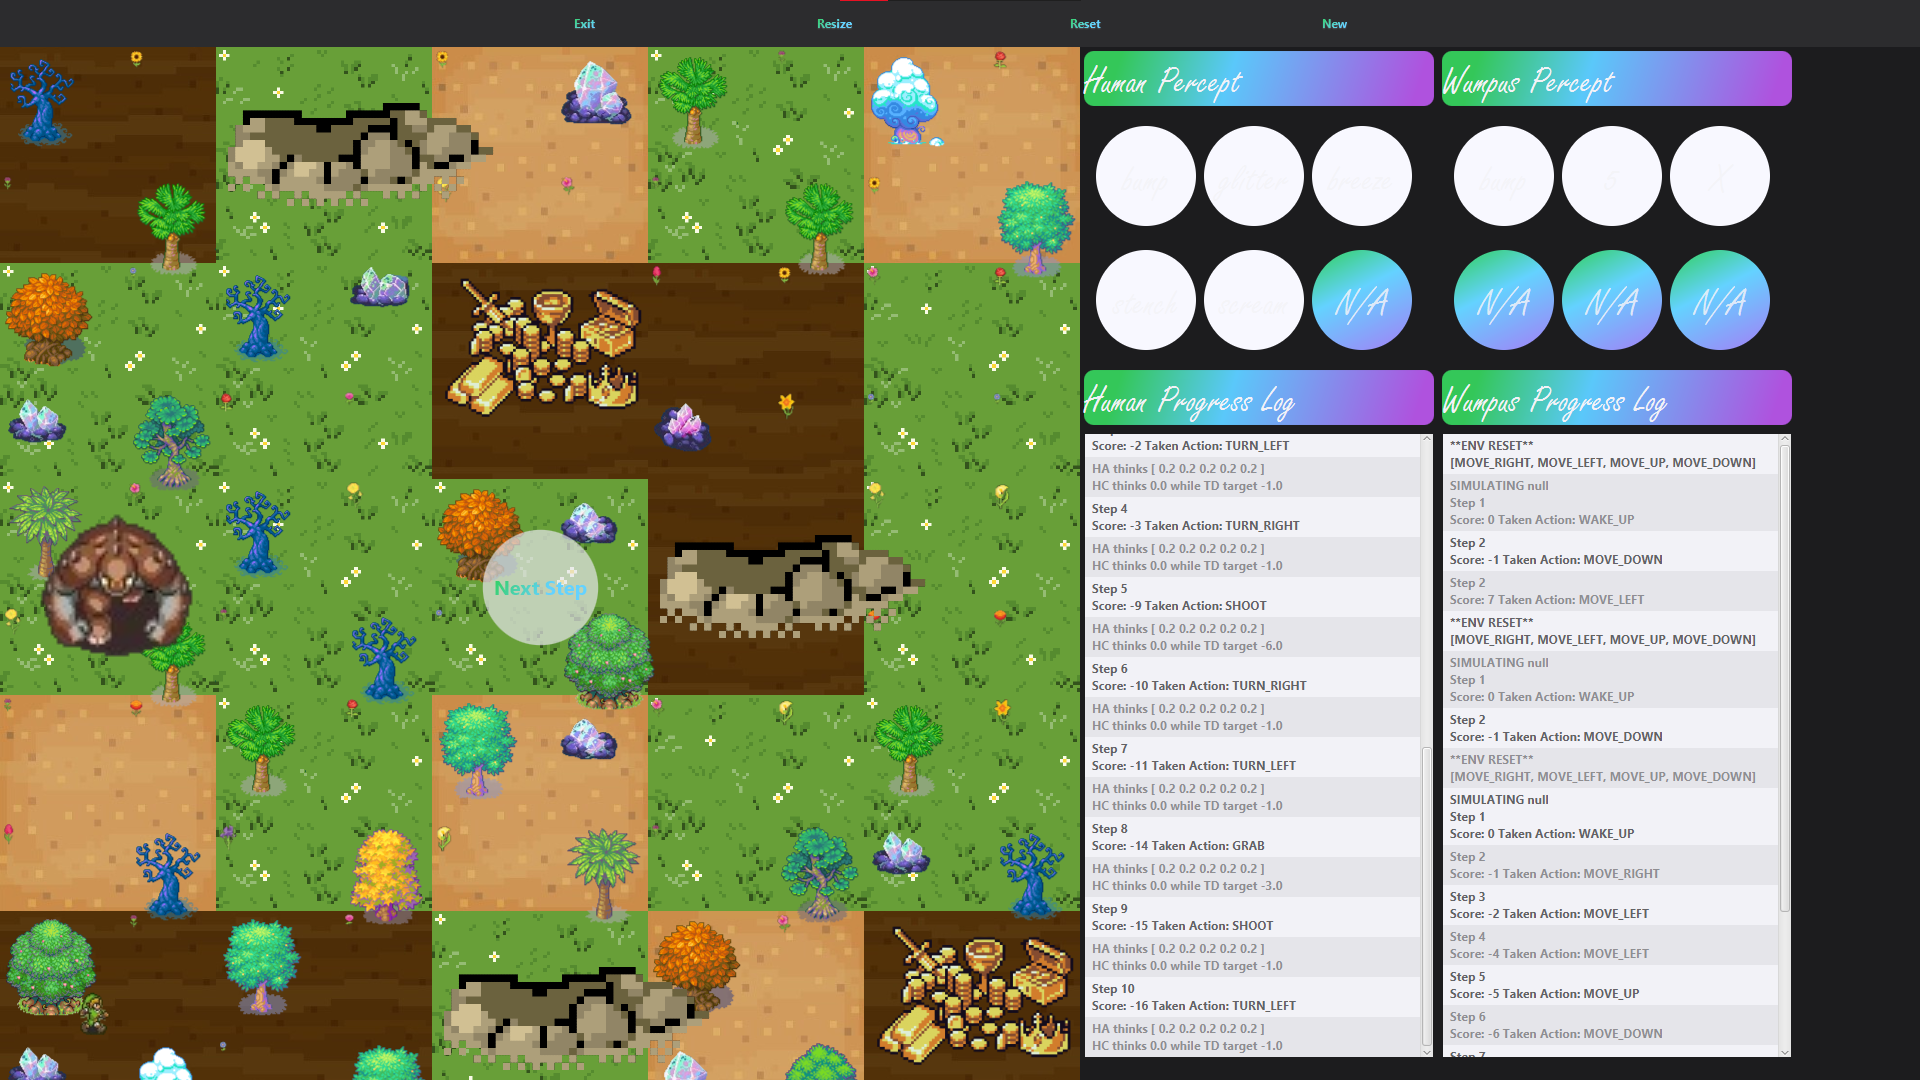 Exit
Resize
Reset
New
Human Percept
Wumpus Percept
bump
glitter
breeze
bump
5
X
stench
scream
N/A
N/A
N/A
N/A
Next Step
Human Progress Log
Score: -2 Taken Action: TURN_LEFT
HA thinks [ 0.2 0.2 0.2 0.2 0.2 ]
HC thinks 0.0 while TD target -1.0
Step 4
Score: -3 Taken Action: TURN_RIGHT
HA thinks [ 0.2 0.2 0.2 0.2 0.2 ]
HC thinks 0.0 while TD target -1.0
Step 5
Score: -9 Taken Action: SHOOT
HA thinks [ 0.2 0.2 0.2 0.2 0.2 ]
HC thinks 0.0 while TD target -6.0
Step 6
Score: -10 Taken Action: TURN_RIGHT
HA thinks [ 0.2 0.2 0.2 0.2 0.2 ]
HC thinks 0.0 while TD target -1.0
Step 7
Score: -11 Taken Action: TURN_LEFT
HA thinks [ 0.2 0.2 0.2 0.2 0.2 ]
HC thinks 0.0 while TD target -1.0
Step 8
Score: -14 Taken Action: GRAB
HA thinks [ 0.2 0.2 0.2 0.2 0.2 ]
HC thinks 0.0 while TD target -3.0
Step 9
Score: -15 Taken Action: SHOOT
HA thinks [ 0.2 0.2 0.2 0.2 0.2 ]
HC thinks 0.0 while TD target -1.0
Step 10
Score: -16 Taken Action: TURN_LEFT
HA thinks [ 0.2 0.2 0.2 0.2 0.2 ]
HC thinks 0.0 while TD target -1.0
Wumpus Progress Log
**ENV RESET**
[MOVE_RIGHT, MOVE_LEFT, MOVE_UP, MOVE_DOWN]
SIMULATING null
Step 1
Score: 0 Taken Action: WAKE_UP
Step 2
Score: -1 Taken Action: MOVE_DOWN
Step 2
Score: 7 Taken Action: MOVE_LEFT
**ENV RESET**
[MOVE_RIGHT, MOVE_LEFT, MOVE_UP, MOVE_DOWN]
SIMULATING null
Step 1
Score: 0 Taken Action: WAKE_UP
Step 2
Score: -1 Taken Action: MOVE_DOWN
**ENV RESET**
[MOVE_RIGHT, MOVE_LEFT, MOVE_UP, MOVE_DOWN]
SIMULATING null
Step 1
Score: 0 Taken Action: WAKE_UP
Step 2
Score: -1 Taken Action: MOVE_RIGHT
Step 3
Score: -2 Taken Action: MOVE_LEFT
Step 4
Score: -4 Taken Action: MOVE_LEFT
Step 5
Score: -5 Taken Action: MOVE_UP
Step 6
Score: -6 Taken Action: MOVE_DOWN
Step 7